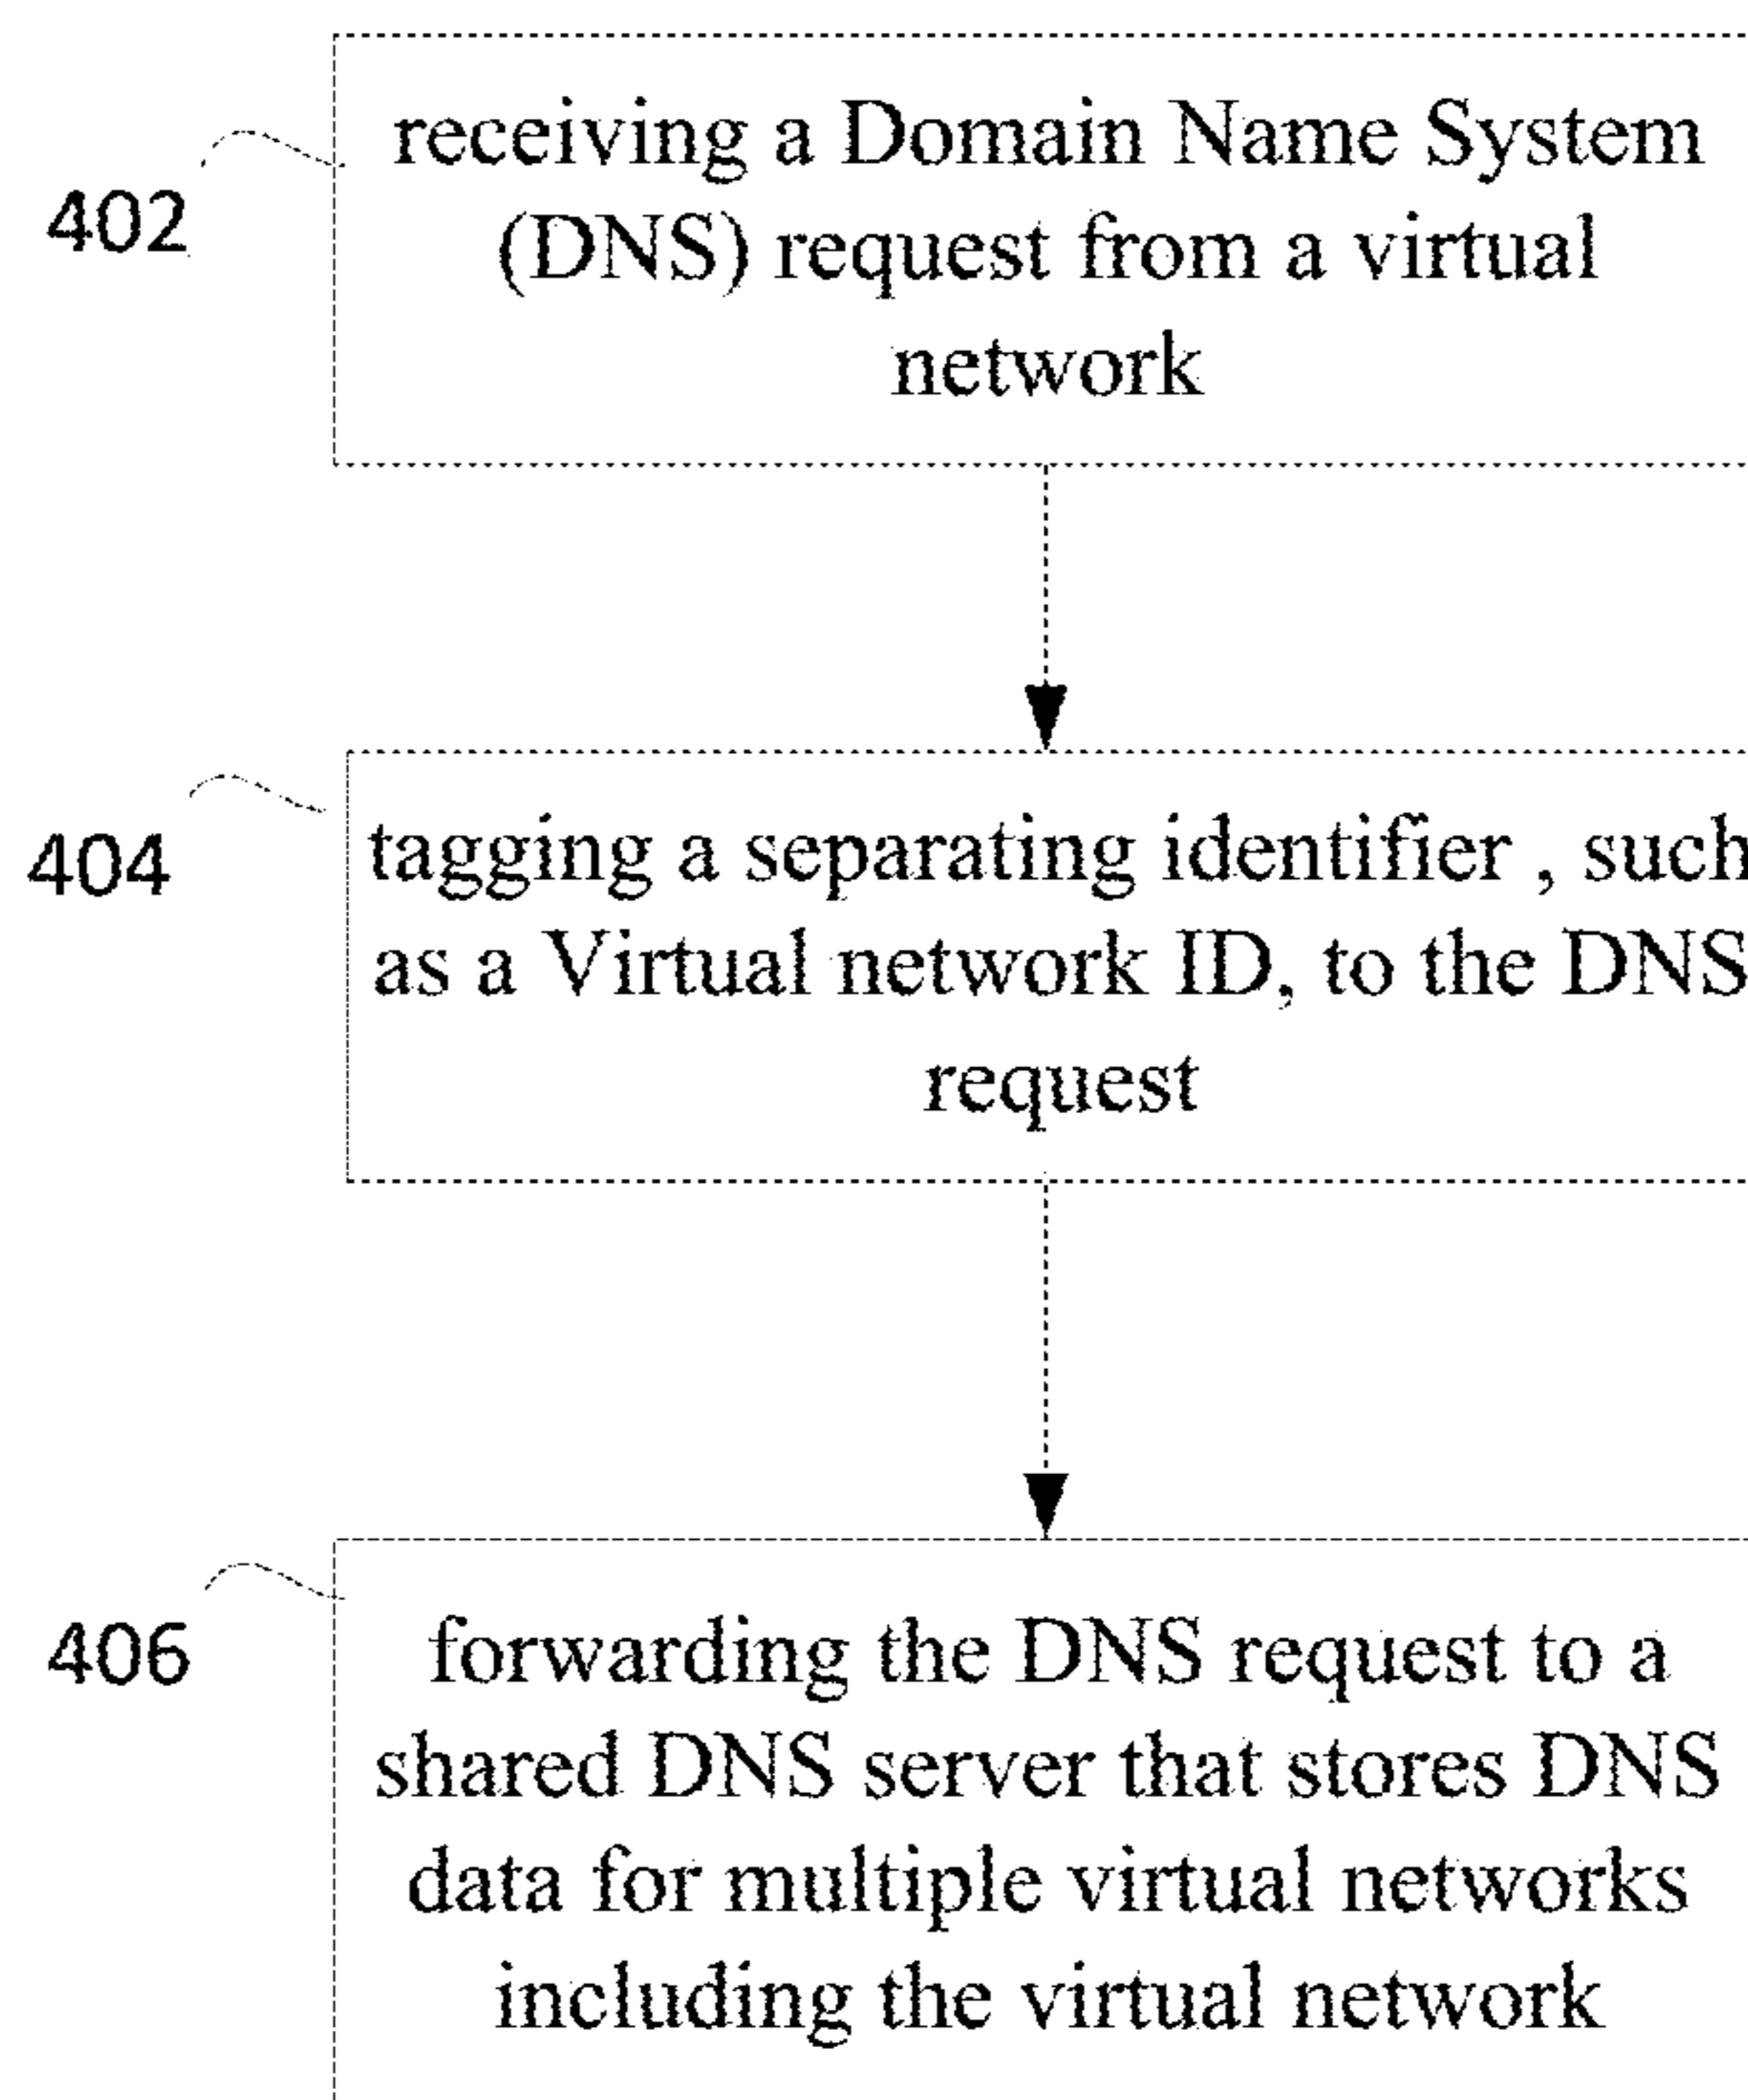 402
receiving a Domain Name System
(DNS) request from a virtual
network
404
tagging a separating identifier , such
as a Virtual network ID, to the DNS
request
406
forwarding the DNS request to a
shared DNS server that stores DNS
data for multiple virtual networks
including the virtual network